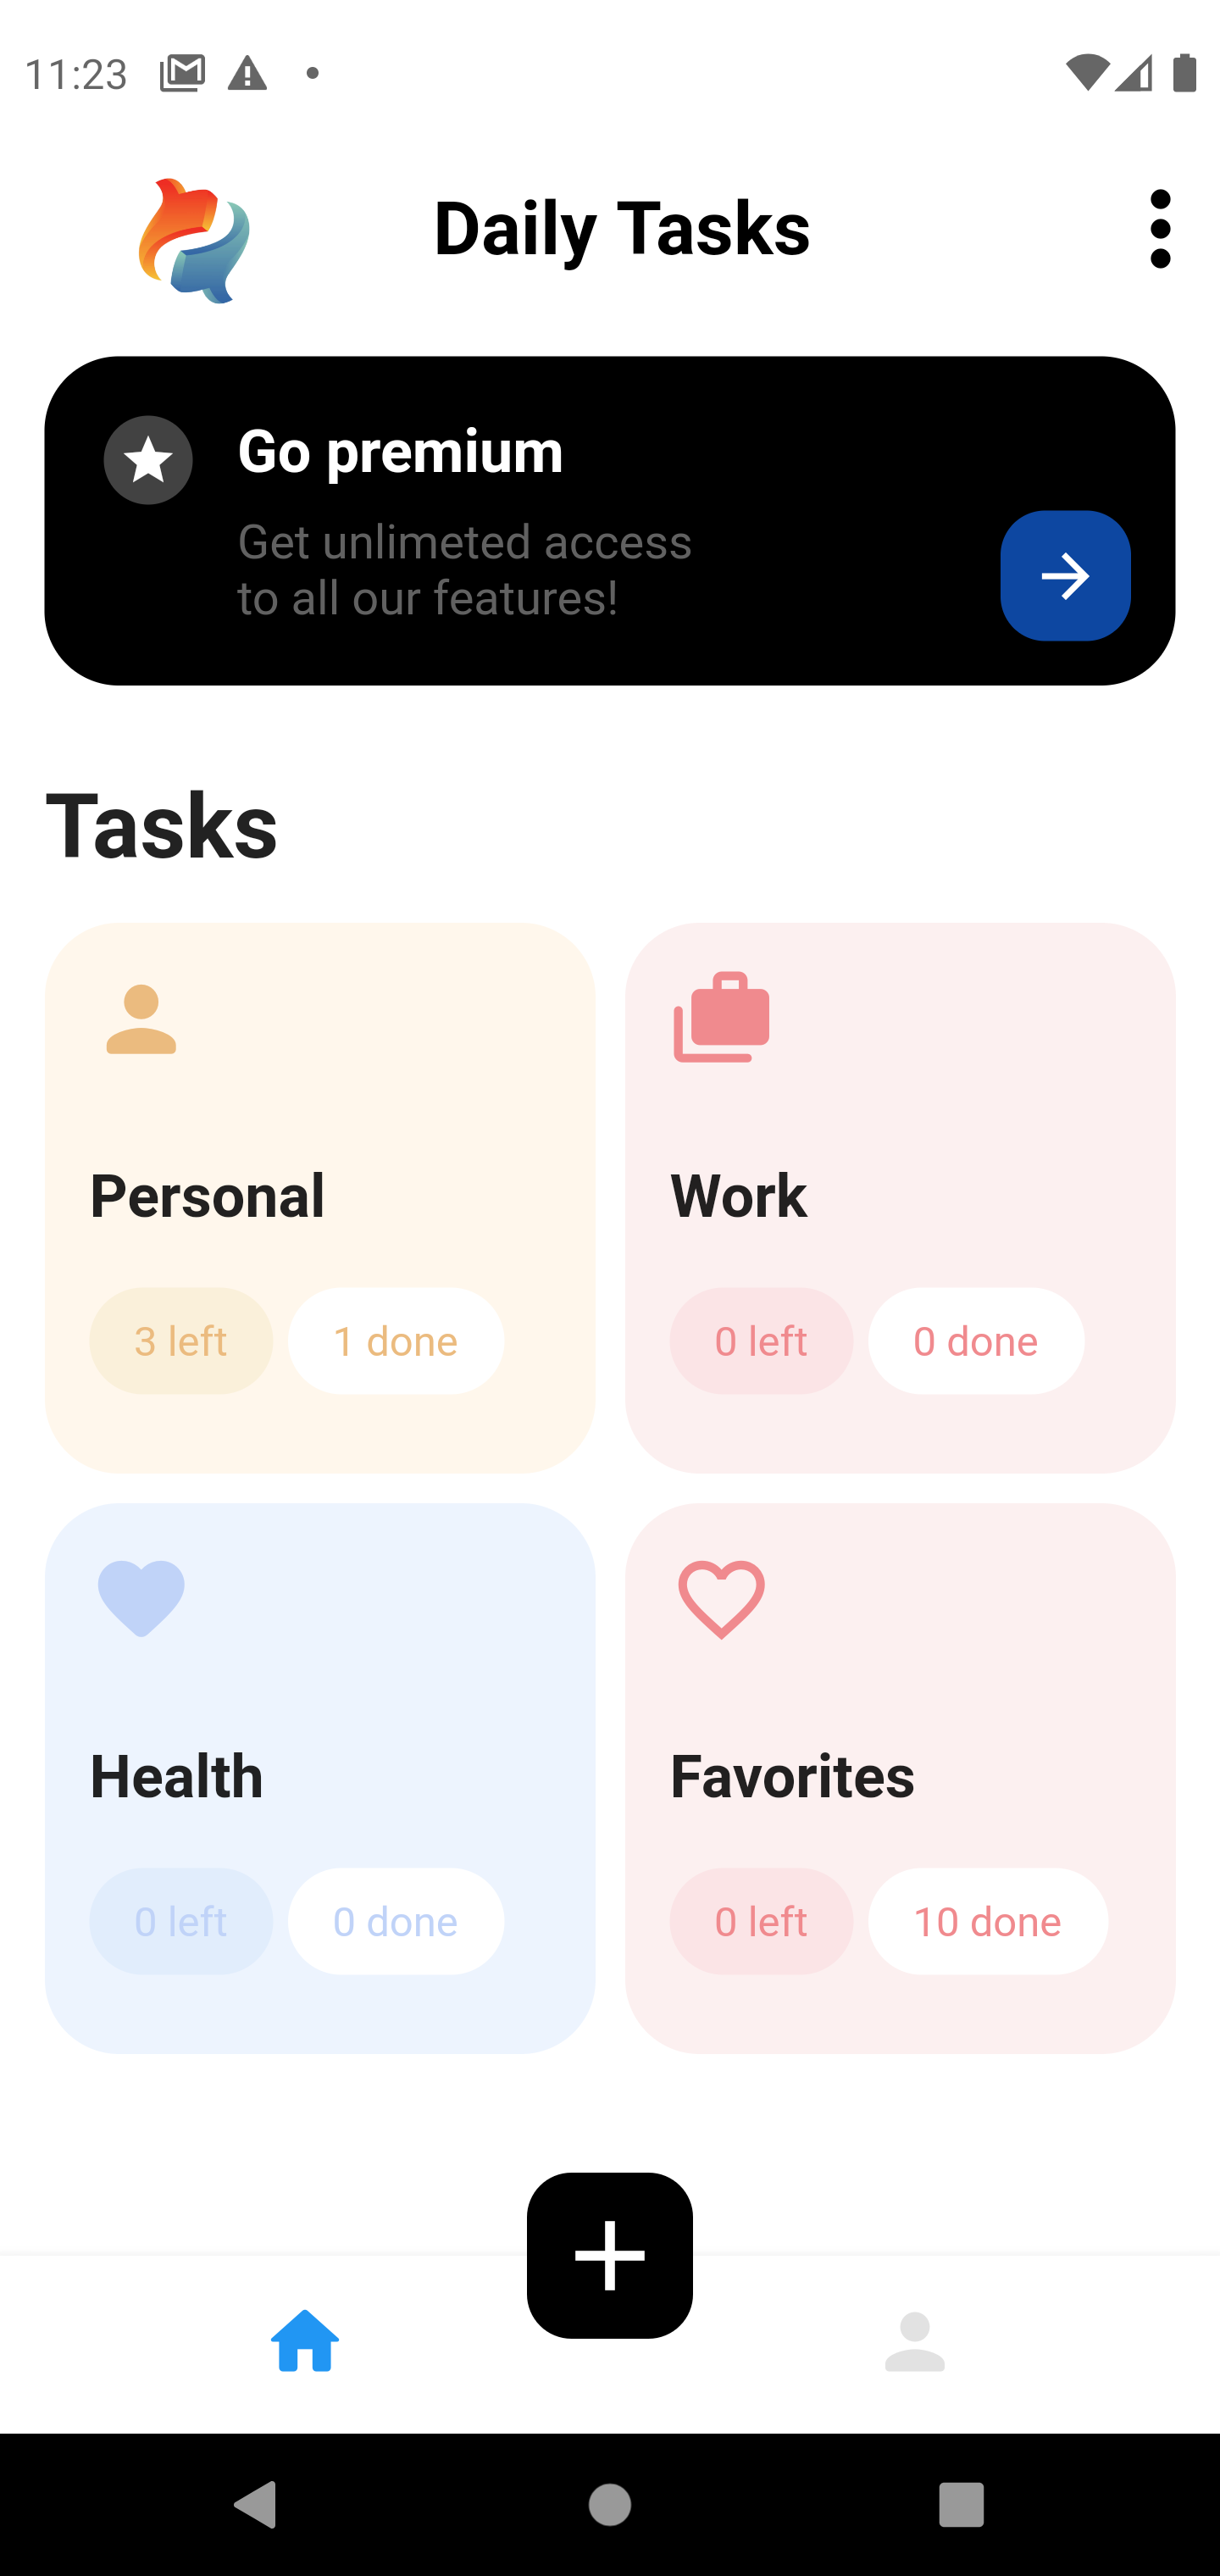 11:23
Daily Tasks
Go premium
Get unlimeted access
to all our features!
Tasks
Personal
3 left
1 done
Work
0 left
0 done
Health
0 left
0 done
Favorites
0 left
10 done